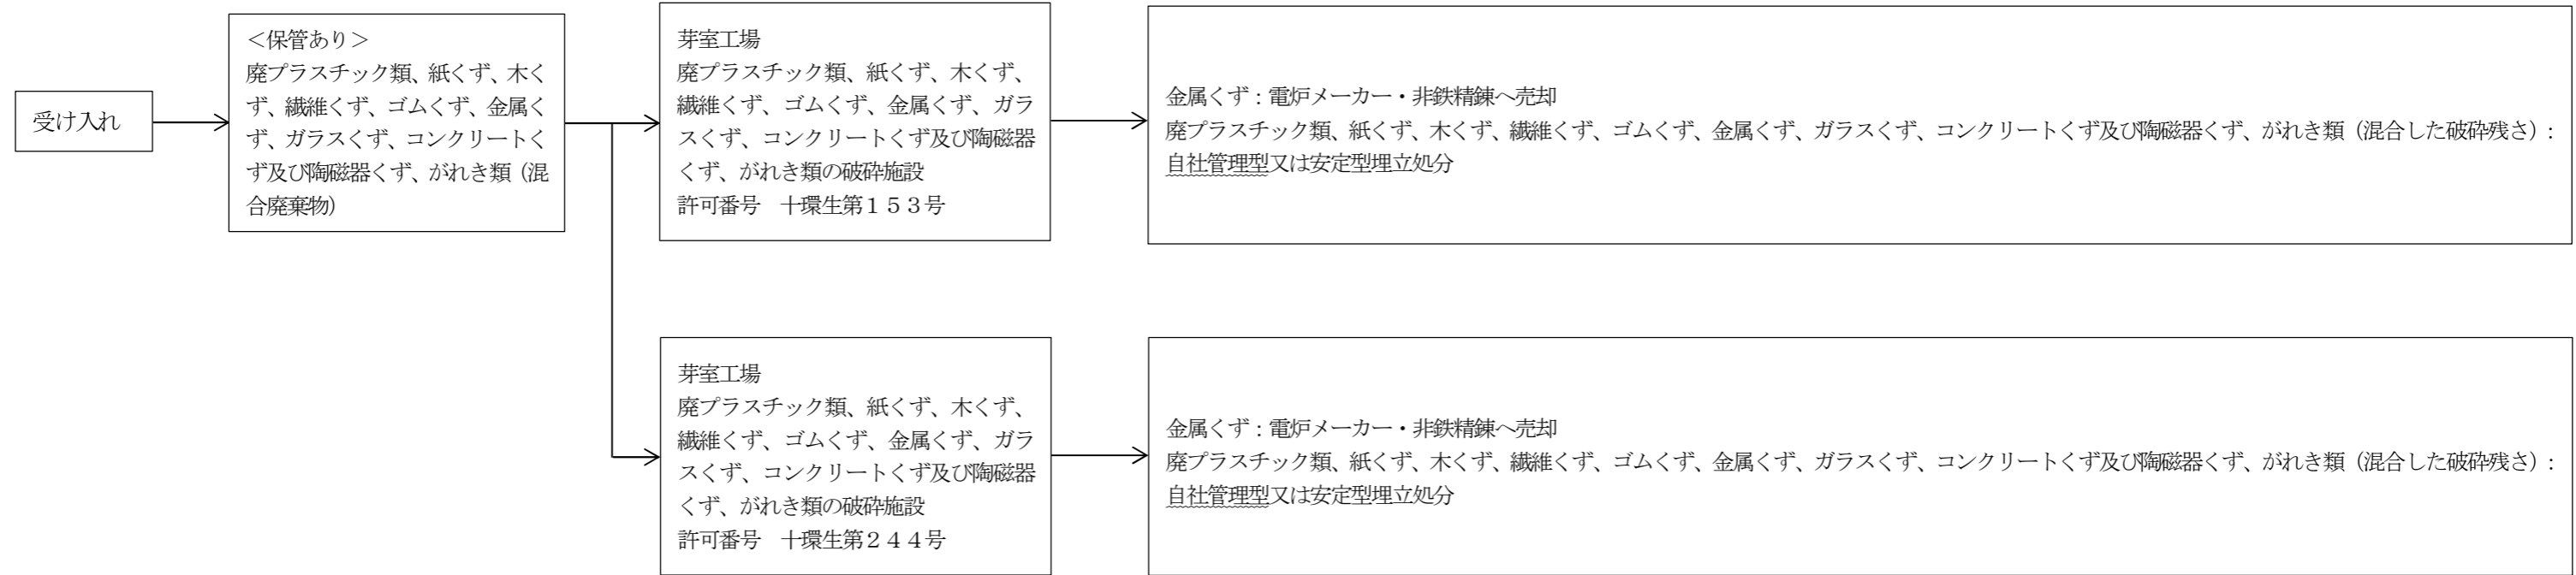 受け入れ
＜保管あり＞
廃プラスチック類、紙くず、木く
ず、繊維くず、ゴムくず、金属く
ず、ガラスくず、コンクリートく
ず及び陶磁器くず、がれき類（混
合廃棄物）
芽室工場
廃プラスチック類、紙くず、木くず、
繊維くず、ゴムくず、金属くず、ガラ
スくず、コンクリートくず及び陶磁器
くず、がれき類の破砕施設
許可番号　十環生第１５３号
金属くず：電炉メーカー・非鉄精錬へ売却
廃プラスチック類、紙くず、木くず、繊維くず、ゴムくず、金属くず、ガラスくず、コンクリートくず及び陶磁器くず、がれき類（混合した破砕残さ）：
自社管理型又は安定型埋立処分
芽室工場
廃プラスチック類、紙くず、木くず、
繊維くず、ゴムくず、金属くず、ガラ
スくず、コンクリートくず及び陶磁器
くず、がれき類の破砕施設
許可番号　十環生第２４４号
金属くず：電炉メーカー・非鉄精錬へ売却
廃プラスチック類、紙くず、木くず、繊維くず、ゴムくず、金属くず、ガラスくず、コンクリートくず及び陶磁器くず、がれき類（混合した破砕残さ）：
自社管理型又は安定型埋立処分